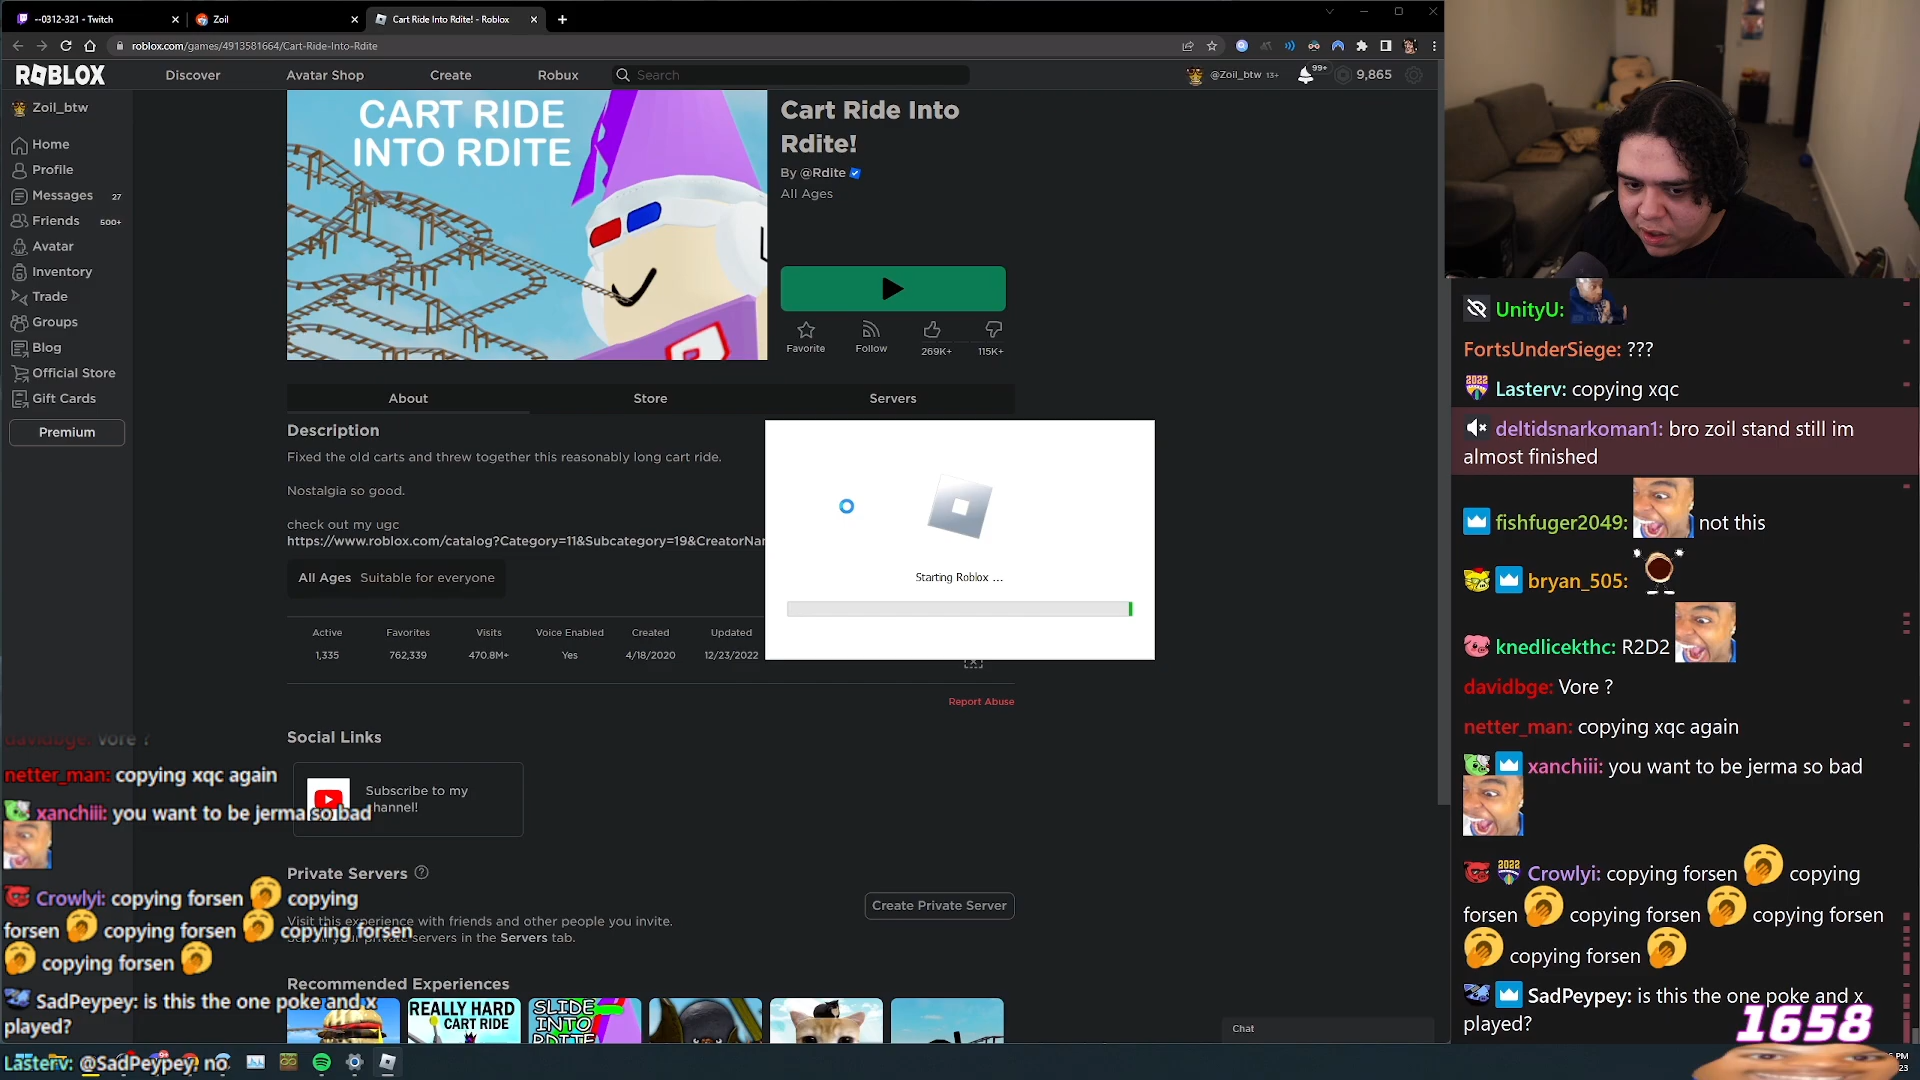 --0312-321 - Twitch
Zoil
Cart Ride Into Rdite! - Roblox
roblox.com/games/4913581664/Cart-Ride-Into-Rdite
ROBLOX
Discover
Avatar Shop
Create
Robux
Search
@Zoil_btw 13+
99+
9,865
Zoil_btw
Home
Profile
Messages 27
Friends 500+
Avatar
Inventory
Trade
Groups
Blog
Official Store
Gift Cards
Premium
CART RIDE
INTO RDITE
Cart Ride Into
Rdite!
By @Rdite
All Ages
Favorite
Follow
269K+
115K+
About
Store
Servers
Description
Fixed the old carts and threw together this reasonably long cart ride.
Nostalgia so good.
check out my ugc
https://www.roblox.com/catalog?Category=11&Subcategory=19&CreatorNa
All Ages Suitable for everyone
Active
Favorites
Visits
Voice Enabled
Created
Updated
1,335
762,339
470.8M+
Yes
4/18/2020
12/23/2022
Starting Roblox ...
Report Abuse
Social Links
Subscribe to my
channel!
Private Servers
Create Private Server
Visit this experience with friends and other people you invite.
your private servers in the Servers tab.
Recommended Experiences
REALLY HARD
CART RIDE
SLIDE
INTO
RDITE
Chat
davidbge: Vore ?
netter_man: copying xqc again
xanchiii: you want to be jerma so bad
Crowlyi: copying forsen copying
forsen copying forsen copying forsen
copying forsen
SadPeypey: is this the one poke and x
played?
Lasterv: @SadPeypey, no
UnityU:
FortsUnderSiege: ???
Lasterv: copying xqc
deltidsnarkoman1: bro zoil stand still im
almost finished
fishfuger2049: not this
bryan_505:
knedlicekthc: R2D2
davidbge: Vore ?
netter_man: copying xqc again
xanchiii: you want to be jerma so bad
Crowlyi: copying forsen copying
forsen copying forsen copying forsen
copying forsen
SadPeypey: is this the one poke and x
played?
1658